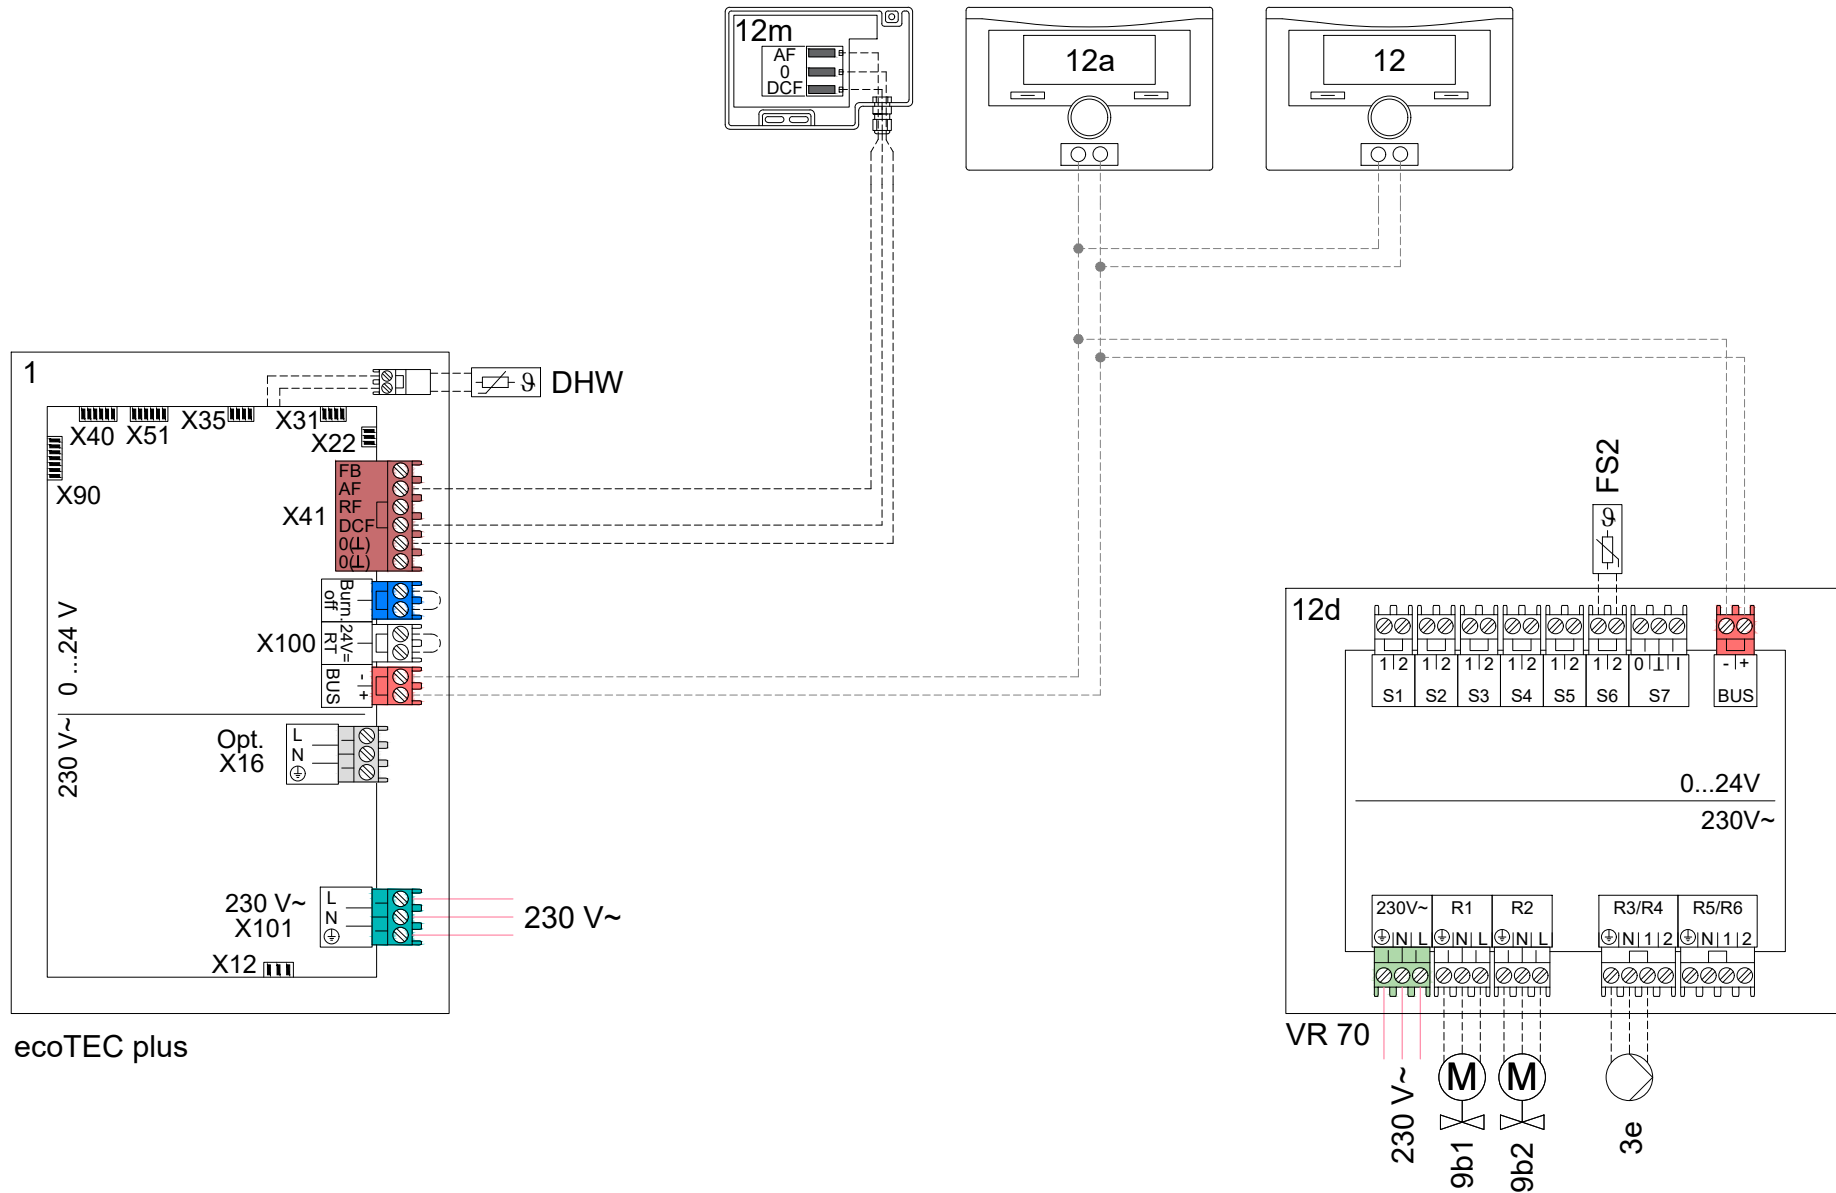 12m
AF
0
DCF
12a
12
1
DHW
X40
X51
X35
X31
X22
X90
X41
FB
AF
RF
DCF
0(⊥)
0(⊥)
Burn.
off
X100
24V=
RT
BUS
-
+
0 ...24 V
230 V~
Opt.
X16
L
N
230 V~
X101
L
N
230 V~
X12
ecoTEC plus
FS2
12d
1|2
1|2
1|2
1|2
1|2
1|2
0|⊥|I
-|+
S1
S2
S3
S4
S5
S6
S7
BUS
0...24V
230V~
230V~
R1
R2
R3/R4
R5/R6
|N|L
|N|L
|N|L
|N|1|2
|N|1|2
VR 70
M
M
230 V~
9b1
9b2
3e